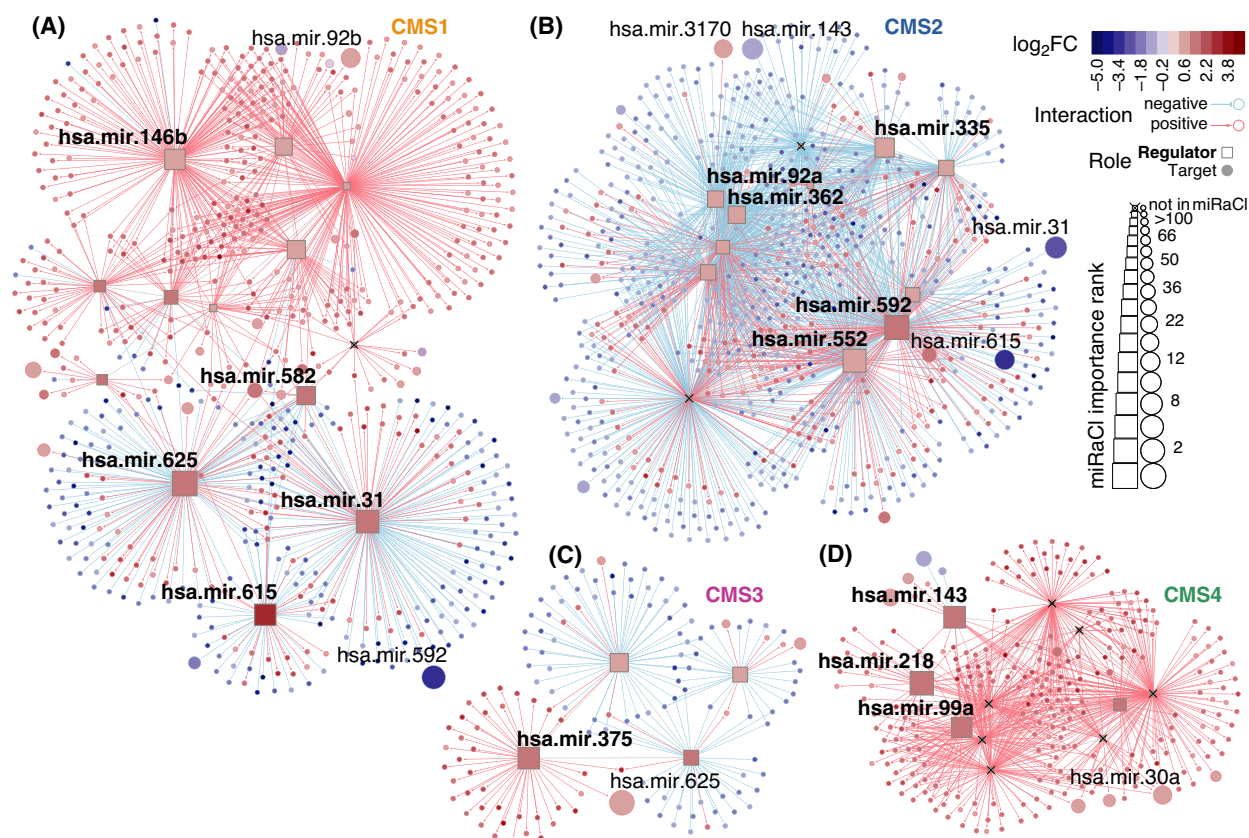 (A)
CMS1
hsa.mir.92b
hsa.mir.146b
hsa.mir.582
hsa.mir.625
hsa.mir.31
hsa.mir.615
hsa.mir.592
(B)
hsa.mir.3170
hsa.mir.143
CMS2
hsa.mir.335
hsa.mir.92a
hsa.mir.362
hsa.mir.31
hsa.mir.592
hsa.mir.552
hsa.mir.615
(C)
CMS3
hsa.mir.375
hsa.mir.625
(D)
CMS4
hsa.mir.143
hsa.mir.218
hsa.mir.99a
hsa.mir.30a
log2FC
−5.0
−3.4
−1.8
−0.2
0.6
2.2
3.8
Interaction
negative
positive
Role
Regulator
Target
miRaCl importance rank
not in miRaCl
>100
66
50
36
22
12
8
2